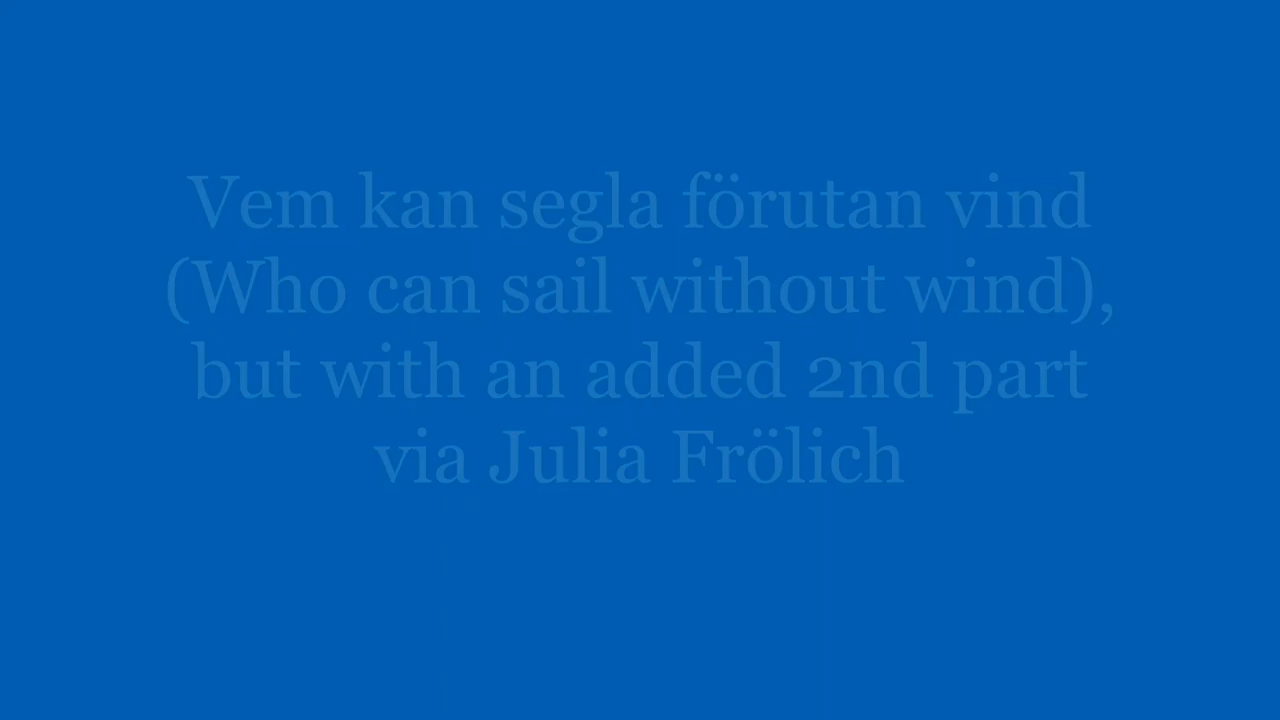 Vem kan segla förutan vind
(Who can sail without wind),
but with an added 2nd part
via Julia Frölich